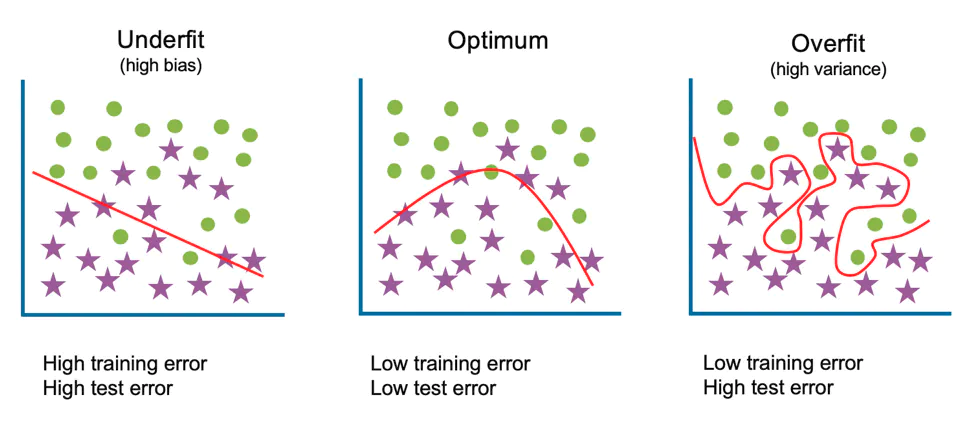 Underfit
(high bias)
Optimum
Overfit
(high variance)
High training error
High test error
Low training error
Low test error
Low training error
High test error